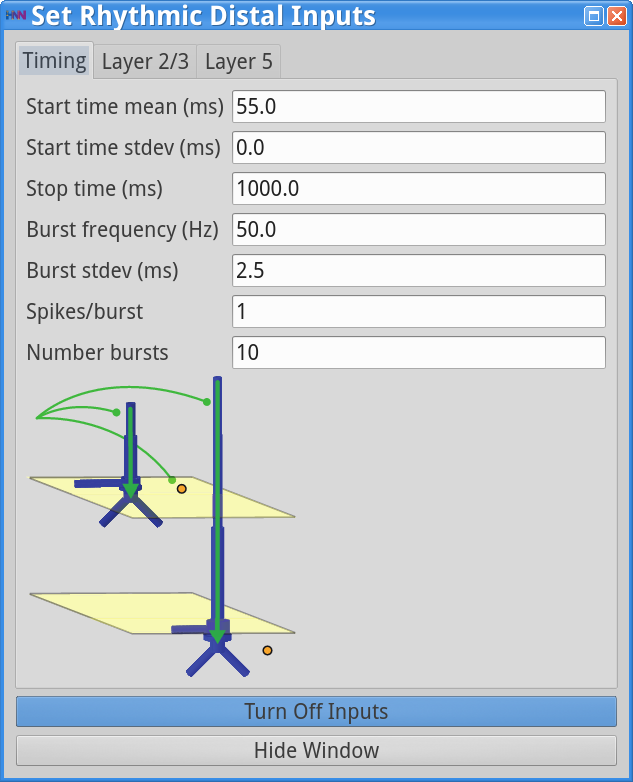 HNN Set Rhythmic Distal Inputs
Timing Layer 2/3 Layer 5
Start time mean (ms) 55.0
Start time stdev (ms) 0.0
Stop time (ms) 1000.0
Burst frequency (Hz) 50.0
Burst stdev (ms) 2.5
Spikes/burst 1
Number bursts 10
Turn Off Inputs
Hide Window